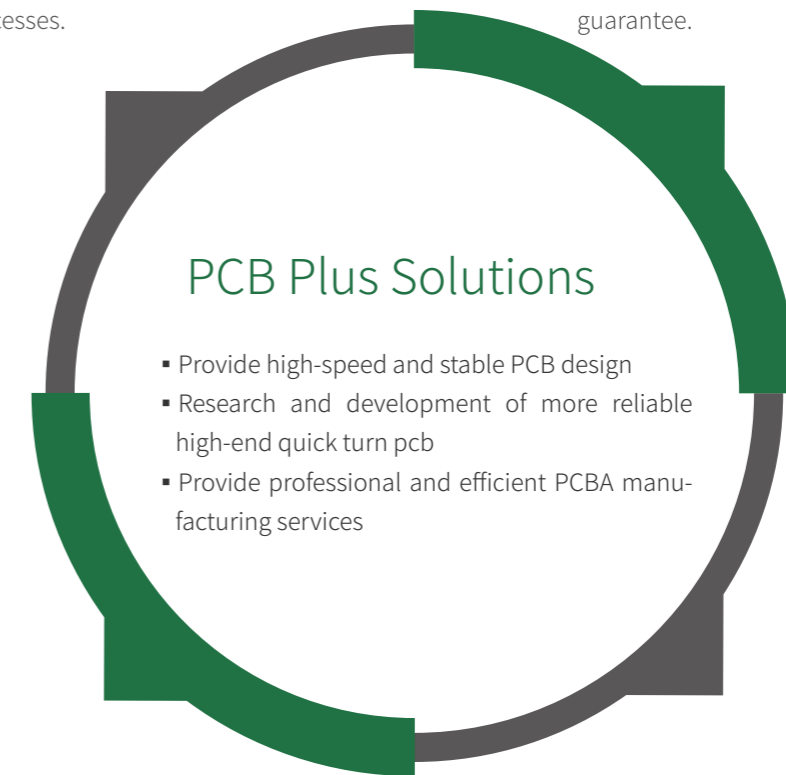 guarantee.
PCB Plus Solutions
▪ Provide high-speed and stable PCB design
▪ Research and development of more reliable
high-end quick turn pcb
▪ Provide professional and efficient PCBA manu-
facturing services